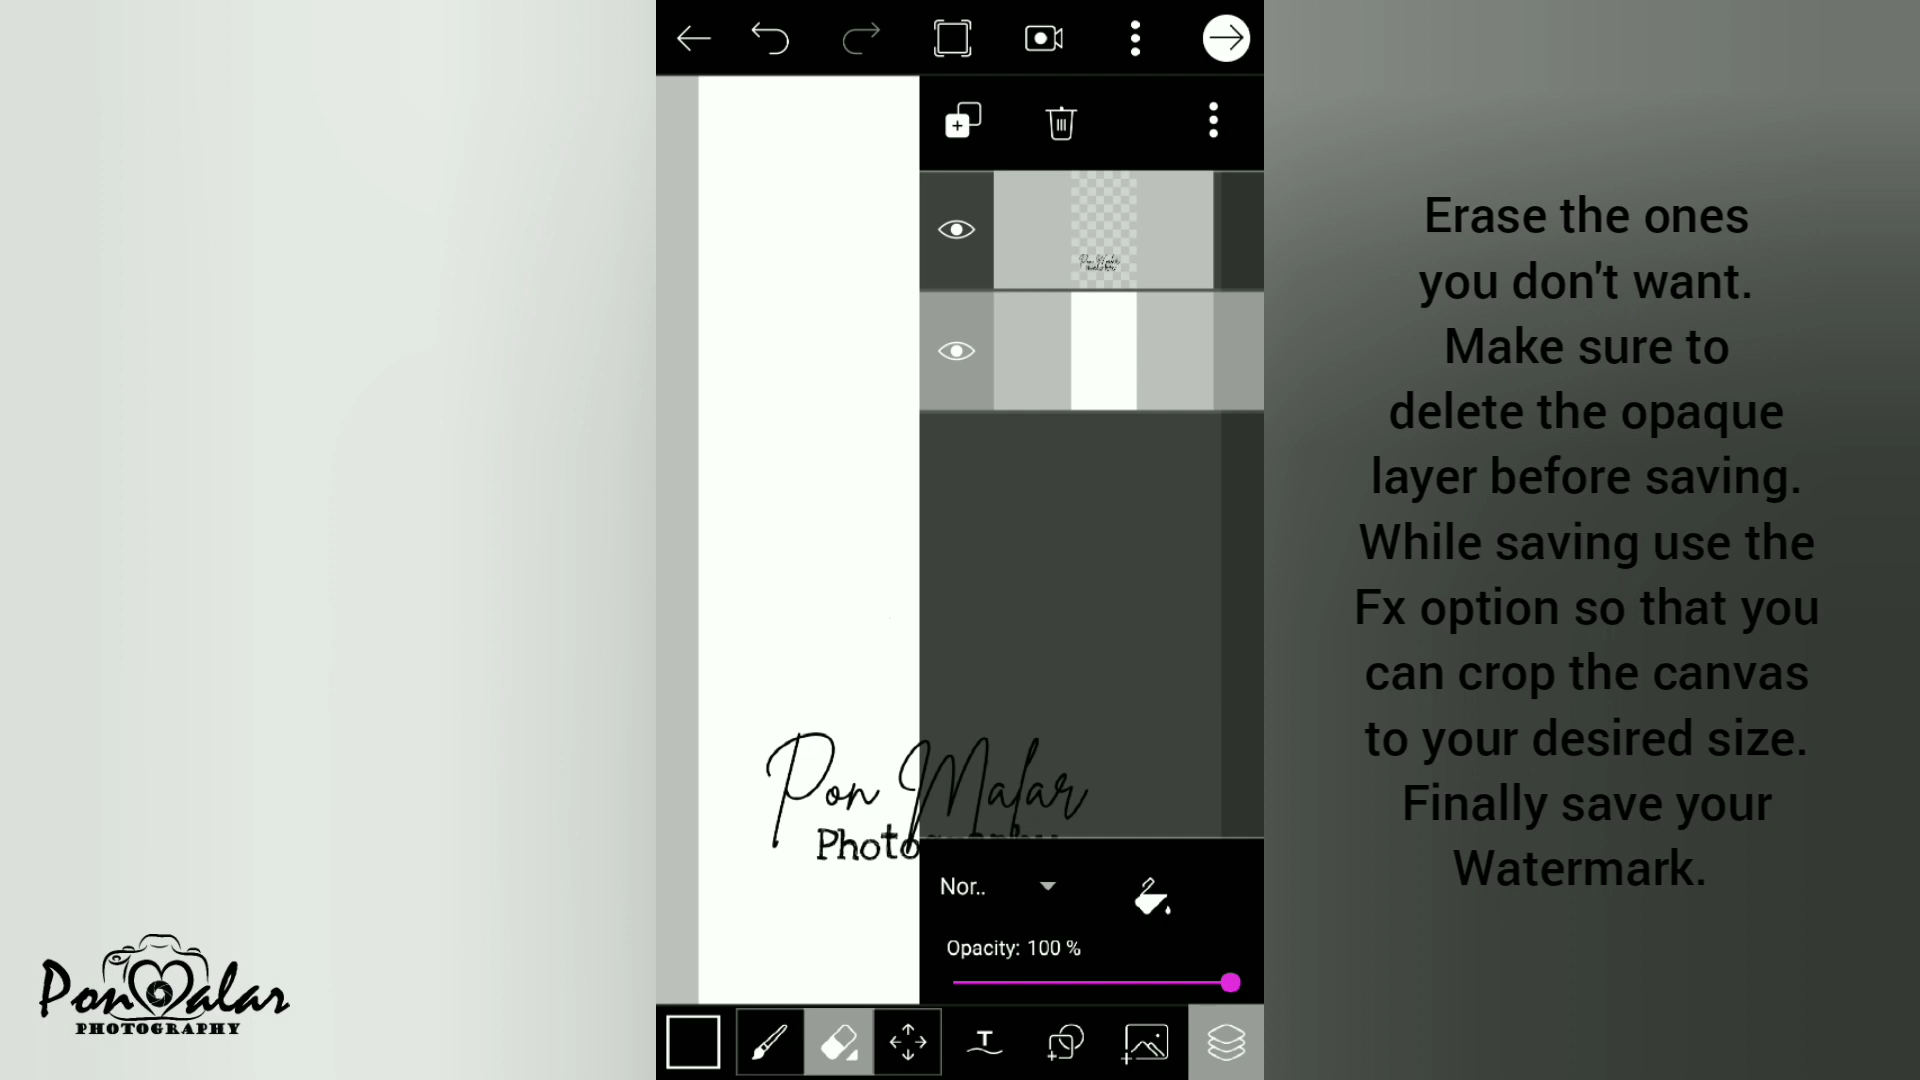 Erase the ones
you don't want.
Make sure to
delete the opaque
layer before saving.
While saving use the
Fx option so that you
can crop the canvas
to your desired size.
Finally save your
Watermark.
Pon Malar
Photo
Nor..
Opacity: 100 %
T
Pon Malar
PHOTOGRAPHY